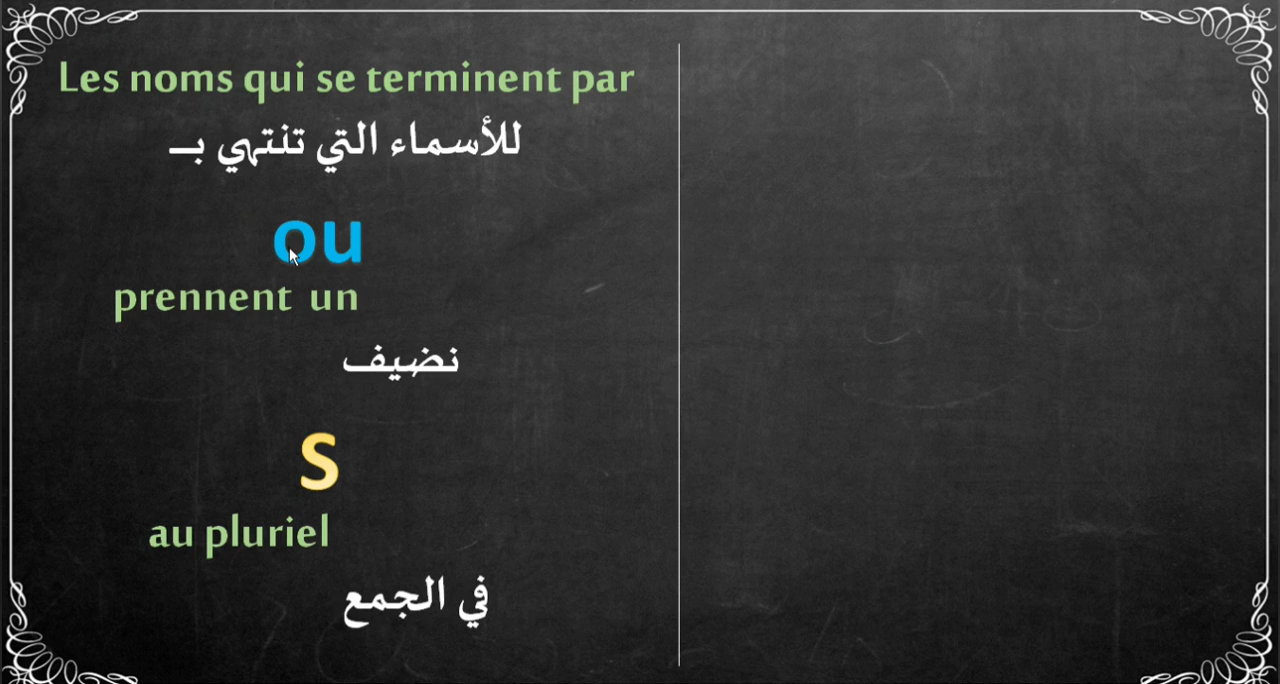 Les noms qui se terminent par
للأسماء التي تنتهي بـ
ou
prennent un
نضيف
s
au pluriel
في الجمع